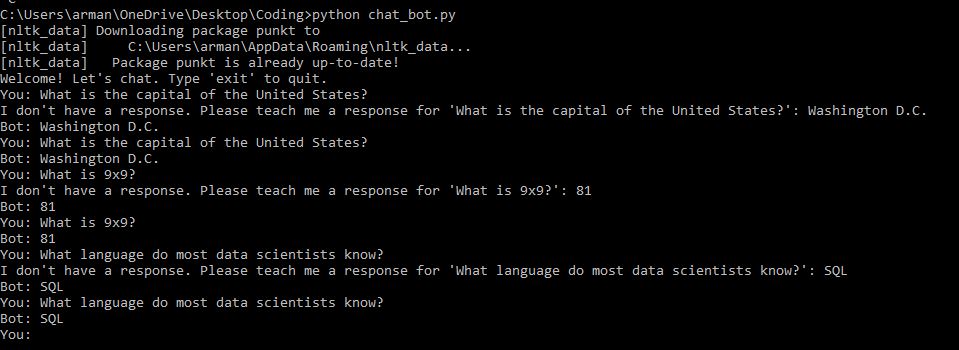 C:\Users\arman\OneDrive\Desktop\Coding>python chat_bot.py
[nltk_data] Downloading package punkt to
[nltk_data]     C:\Users\arman\AppData\Roaming\nltk_data...
[nltk_data]   Package punkt is already up-to-date!
Welcome! Let's chat. Type 'exit' to quit.
You: What is the capital of the United States?
I don't have a response. Please teach me a response for 'What is the capital of the United States?': Washington D.C.
Bot: Washington D.C.
You: What is the capital of the United States?
Bot: Washington D.C.
You: What is 9x9?
I don't have a response. Please teach me a response for 'What is 9x9?': 81
Bot: 81
You: What is 9x9?
Bot: 81
You: What language do most data scientists know?
I don't have a response. Please teach me a response for 'What language do most data scientists know?': SQL
Bot: SQL
You: What language do most data scientists know?
Bot: SQL
You: